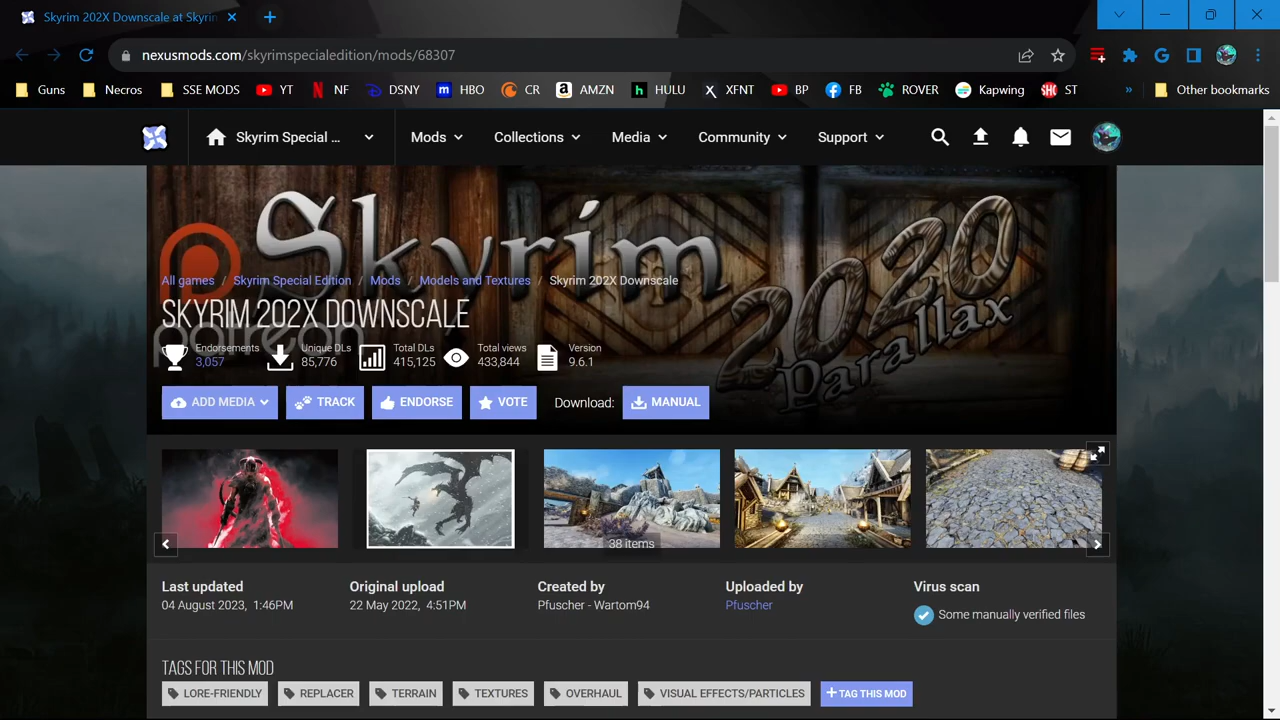 Skyrim 202X Downscale at Skyrin
nexusmods.com/skyrimspecialedition/mods/68307
Guns Necros SSE MODS YT NF DSNY HBO CR AMZN HULU XFNT BP FB ROVER Kapwing ST » Other bookmarks
Skyrim Special ... Mods Collections Media Community Support
Skyrim
2020
Parallax
All games / Skyrim Special Edition / Mods / Models and Textures / Skyrim 202X Downscale
SKYRIM 202X DOWNSCALE
Endorsements Unique DLs Total DLs Total views Version
3,057 85,776 415,125 433,844 9.6.1
ADD MEDIA TRACK ENDORSE VOTE Download: MANUAL
38 items
Last updated Original upload Created by Uploaded by Virus scan
04 August 2023, 1:46PM 22 May 2022, 4:51PM Pfuscher - Wartom94 Pfuscher Some manually verified files
TAGS FOR THIS MOD
LORE-FRIENDLY REPLACER TERRAIN TEXTURES OVERHAUL VISUAL EFFECTS/PARTICLES + TAG THIS MOD